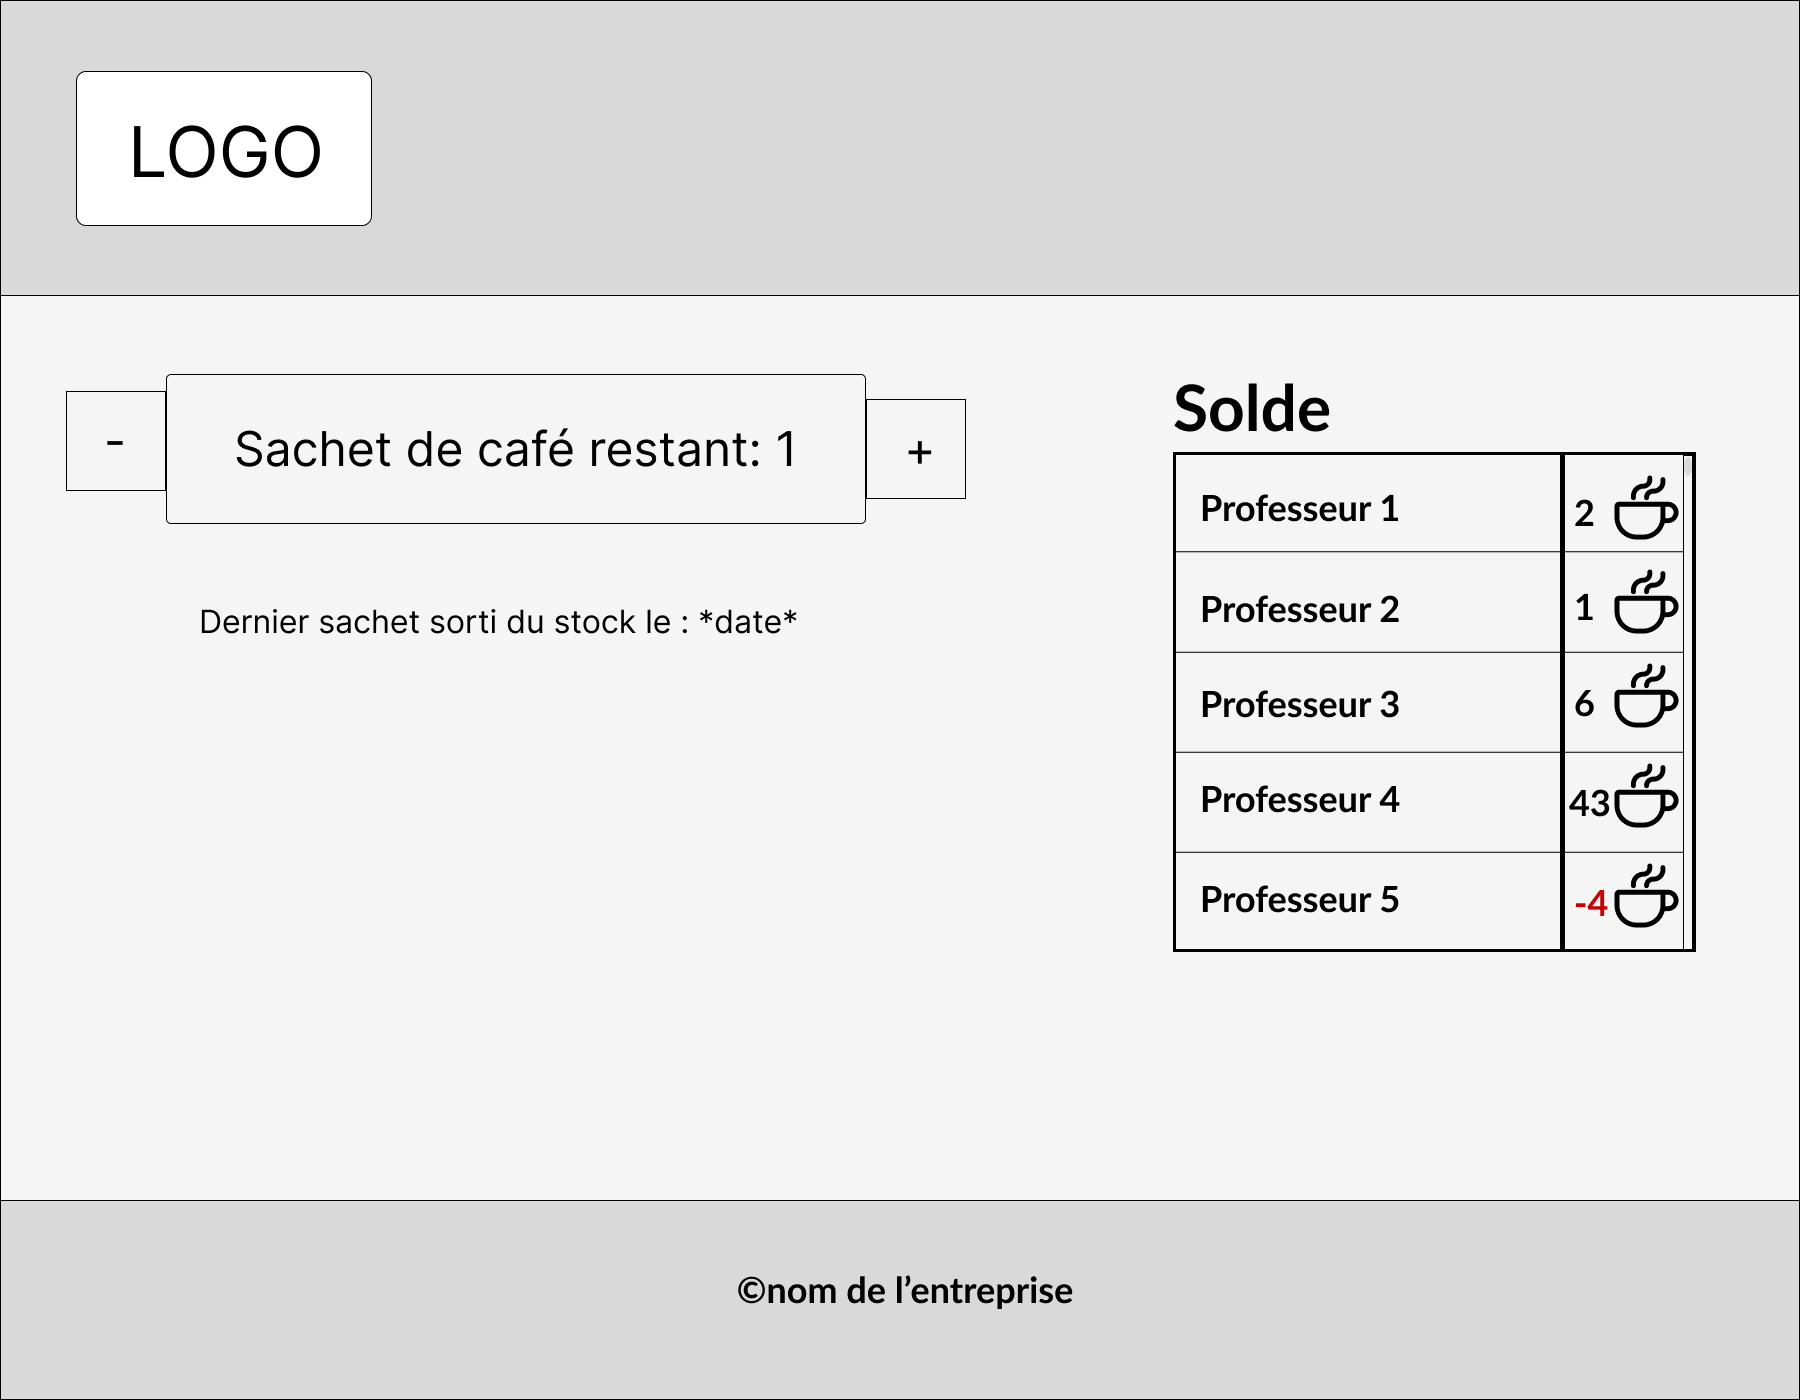 LOGO
-
Sachet de café restant: 1
+
Dernier sachet sorti du stock le : *date*
Solde
Professeur 1 2
Professeur 2 1
Professeur 3 6
Professeur 4 43
Professeur 5 -4
©nom de l’entreprise